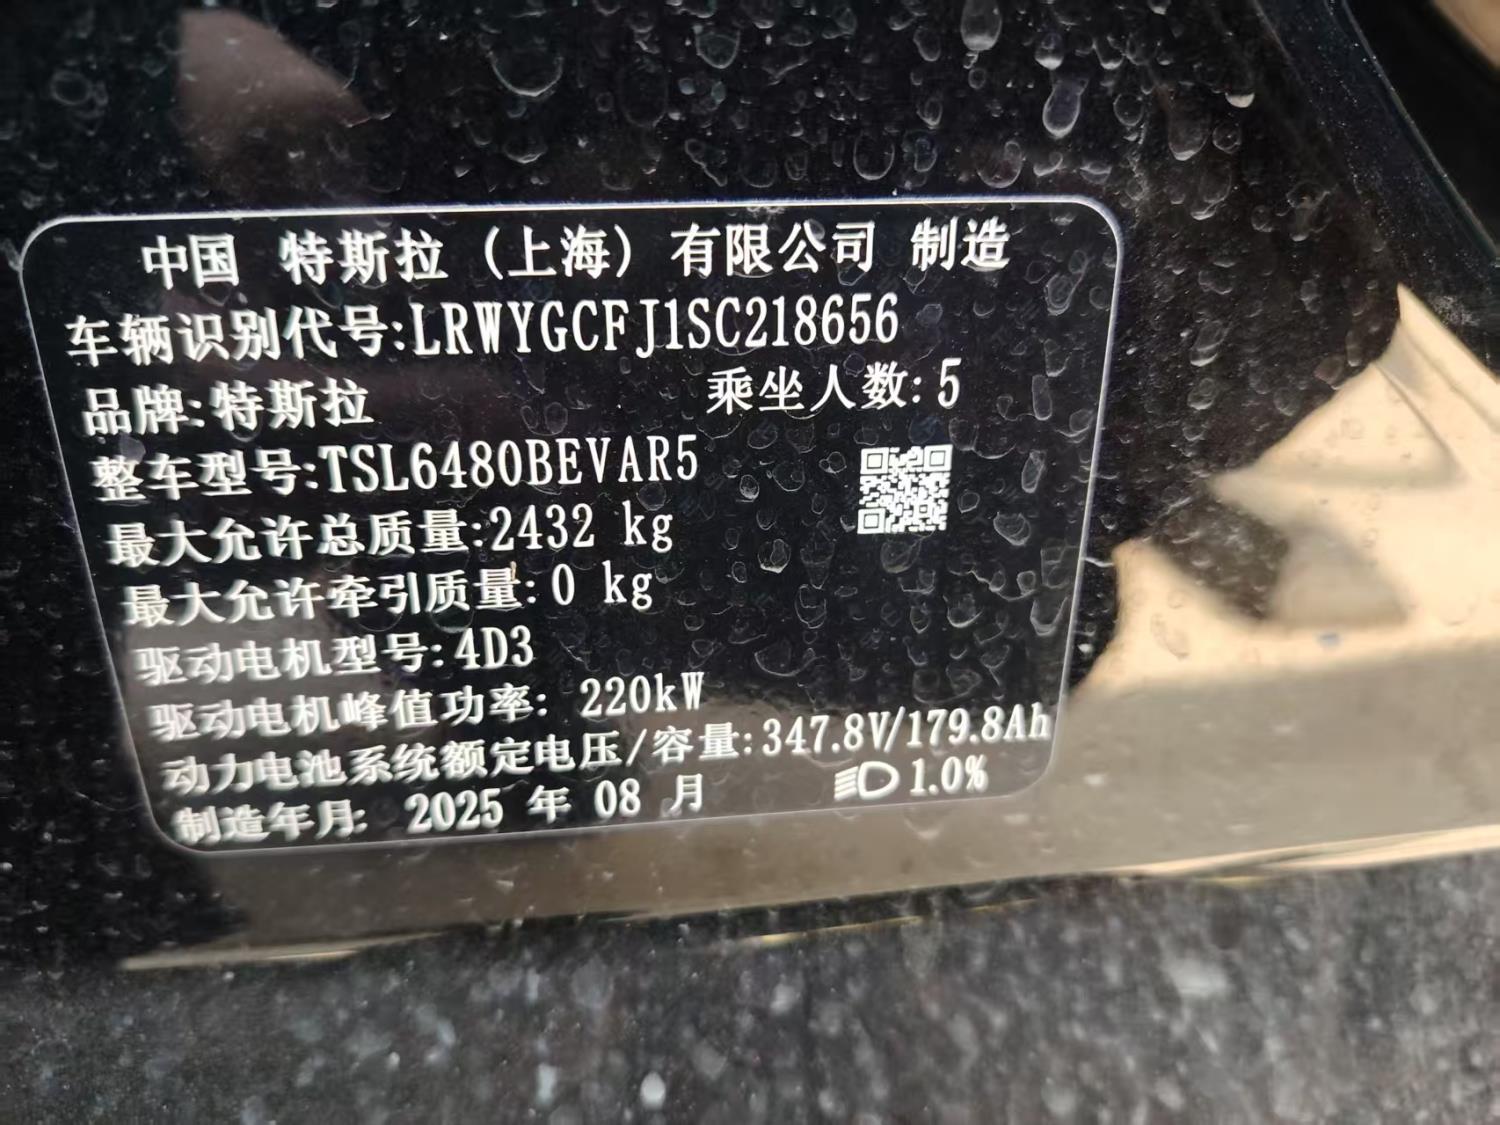 中国 特斯拉 (上海) 有限公司 制造
车辆识别代号:LRWYGCFJ1SC218656
品牌:特斯拉 乘坐人数:5
整车型号:TSL6480BEVAR5
最大允许总质量:2432 kg
最大允许牵引质量:0 kg
驱动电机型号:4D3
驱动电机峰值功率: 220kW
动力电池系统额定电压/容量:347.8V/179.8Ah
制造年月: 2025 年 08 月 1.0%